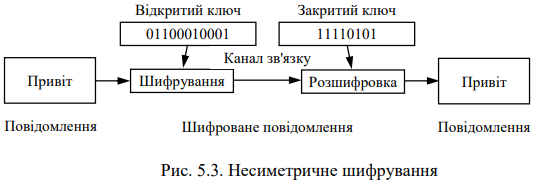 Відкритий ключ Закритий ключ
01100010001 11110101
Канал зв'язку
Привіт Шифрування Розшифровка Привіт
Повідомлення Шифроване повідомлення Повідомлення
Рис. 5.3. Несиметричне шифрування